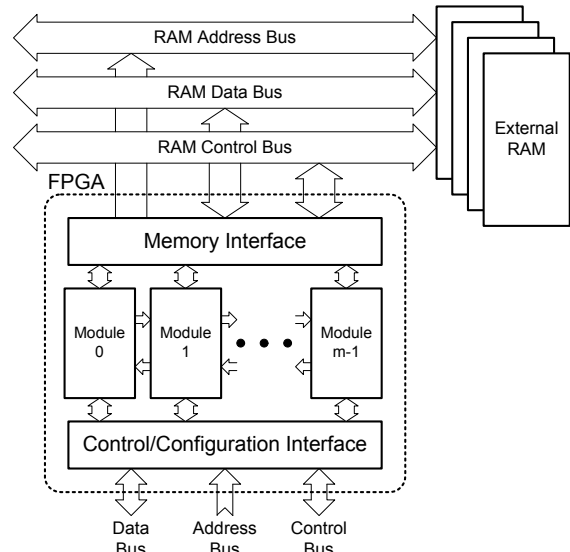 RAM Address Bus
RAM Data Bus
RAM Control Bus
External
RAM
FPGA
Memory Interface
Module
0
Module
1
Module
m-1
Control/Configuration Interface
Data
Bus
Address
Bus
Control
Bus